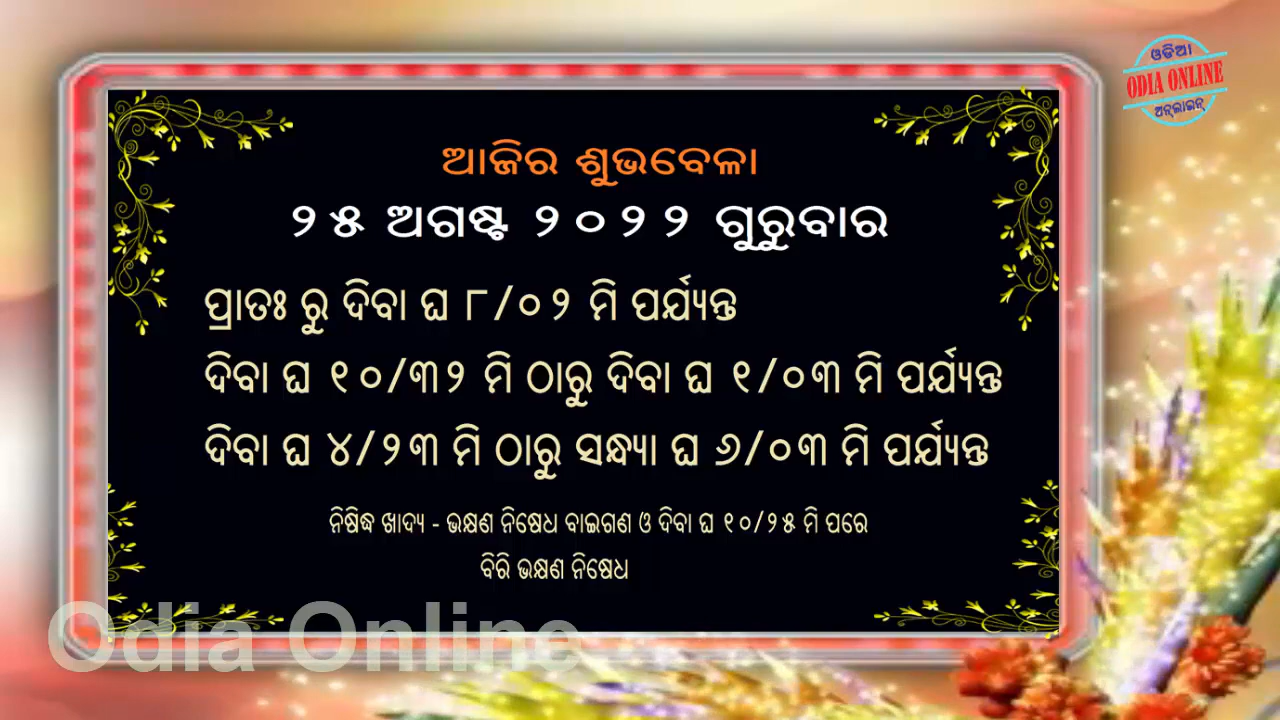 ଓଡିଆ
ODIA ONLINE
ଅନ୍‌ଲାଇନ୍
ଆଜିର ଶୁଭବେଳା
୨୫ ଅଗଷ୍ଟ ୨୦୨୨ ଗୁରୁବାର
ପ୍ରାତଃ ରୁ ଦିବା ଘ ୮/୦୨ ମି ପର୍ଯ୍ୟନ୍ତ
ଦିବା ଘ ୧୦/୩୨ ମି ଠାରୁ ଦିବା ଘ ୧/୦୩ ମି ପର୍ଯ୍ୟନ୍ତ
ଦିବା ଘ ୪/୨୩ ମି ଠାରୁ ସନ୍ଧ୍ୟା ଘ ୬/୦୩ ମି ପର୍ଯ୍ୟନ୍ତ
ନିଷିଦ୍ଧ ଖାଦ୍ୟ - ଭକ୍ଷଣ ନିଷେଧ ବାଇଗଣ ଓ ଦିବା ଘ ୧୦/୨୫ ମି ପରେ
ବିରି ଭକ୍ଷଣ ନିଷେଧ
Odia Online